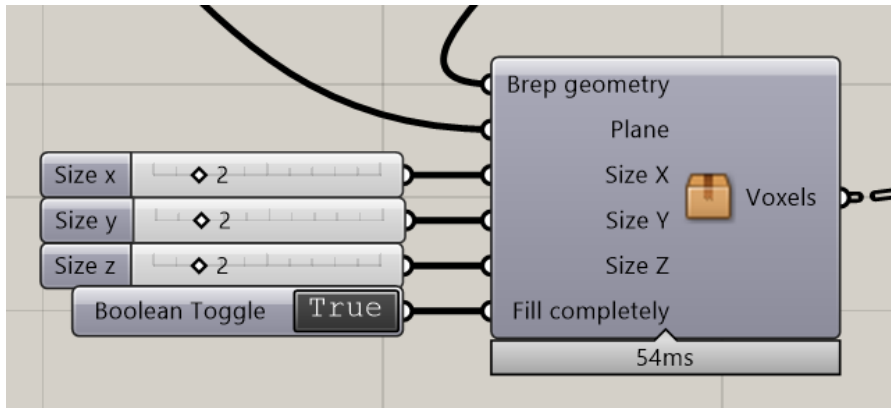 Brep geometry
Plane
Size x 2 Size X
Size y 2 Size Y
Voxels
Size z 2 Size Z
Boolean Toggle True Fill completely
54ms